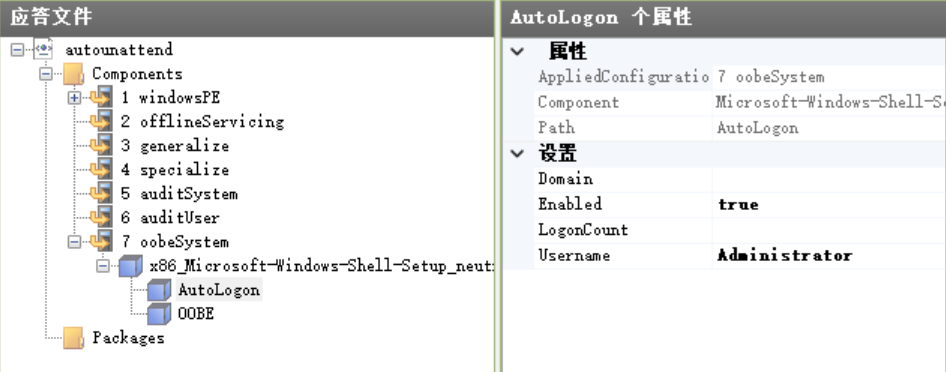 应答文件
autounattend
Components
1 windowsPE
2 offlineServicing
3 generalize
4 specialize
5 auditSystem
6 auditUser
7 oobeSystem
x86_Microsoft-Windows-Shell-Setup_neut
AutoLogon
OOBE
Packages
AutoLogon 个属性
属性
AppliedConfiguratio 7 oobeSystem
Component Microsoft-Windows-Shell-S
Path AutoLogon
设置
Domain
Enabled true
LogonCount
Username Administrator